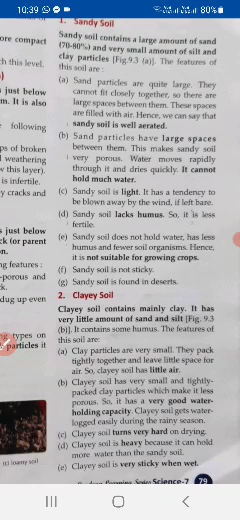 10:39
80%
ore compact
ch this level.
s just below
m. It is also
following
ps of broken
l weathering
w this layer).
is infertile.
y cracks and
s just below
ck (or parent
n.
ng features :
-porous and
k.
dug up even
types on
particles it
loamy soil
1. Sandy Soil
Sandy soil contains a large amount of sand
(70-80%) and very small amount of silt and
clay particles [Fig.9.3 (a)]. The features of
this soil are :
(a) Sand particles are quite large. They
cannot fit closely together, so there are
large spaces between them. These spaces
are filled with air. Hence, we can say that
sandy soil is well aerated.
(b) Sand particles have large spaces
between them. This makes sandy soil
very porous. Water moves rapidly
through it and dries quickly. It cannot
hold much water.
(c) Sandy soil is light. It has a tendency to
be blown away by the wind, if left bare.
(d) Sandy soil lacks humus. So, it is less
fertile.
(e) Sandy soil does not hold water, has less
humus and fewer soil organisms. Hence,
it is not suitable for growing crops.
(f) Sandy soil is not sticky.
(g) Sandy soil is found in deserts.
2. Clayey Soil
Clayey soil contains mainly clay. It has
very little amount of sand and silt [Fig. 9.3
(b)]. It contains some humus. The features of
this soil are:
(a) Clay particles are very small. They pack
tightly together and leave little space for
air. So, clayey soil has little air.
(b) Clayey soil has very small and tightly-
packed clay particles which make it less
porous. So, it has a very good water-
holding capacity. Clayey soil gets water-
logged easily during the rainy season.
(c) Clayey soil turns very hard on drying.
(d) Clayey soil is heavy because it can hold
more water than the sandy soil.
(e) Clayey soil is very sticky when wet.
Science-7 79